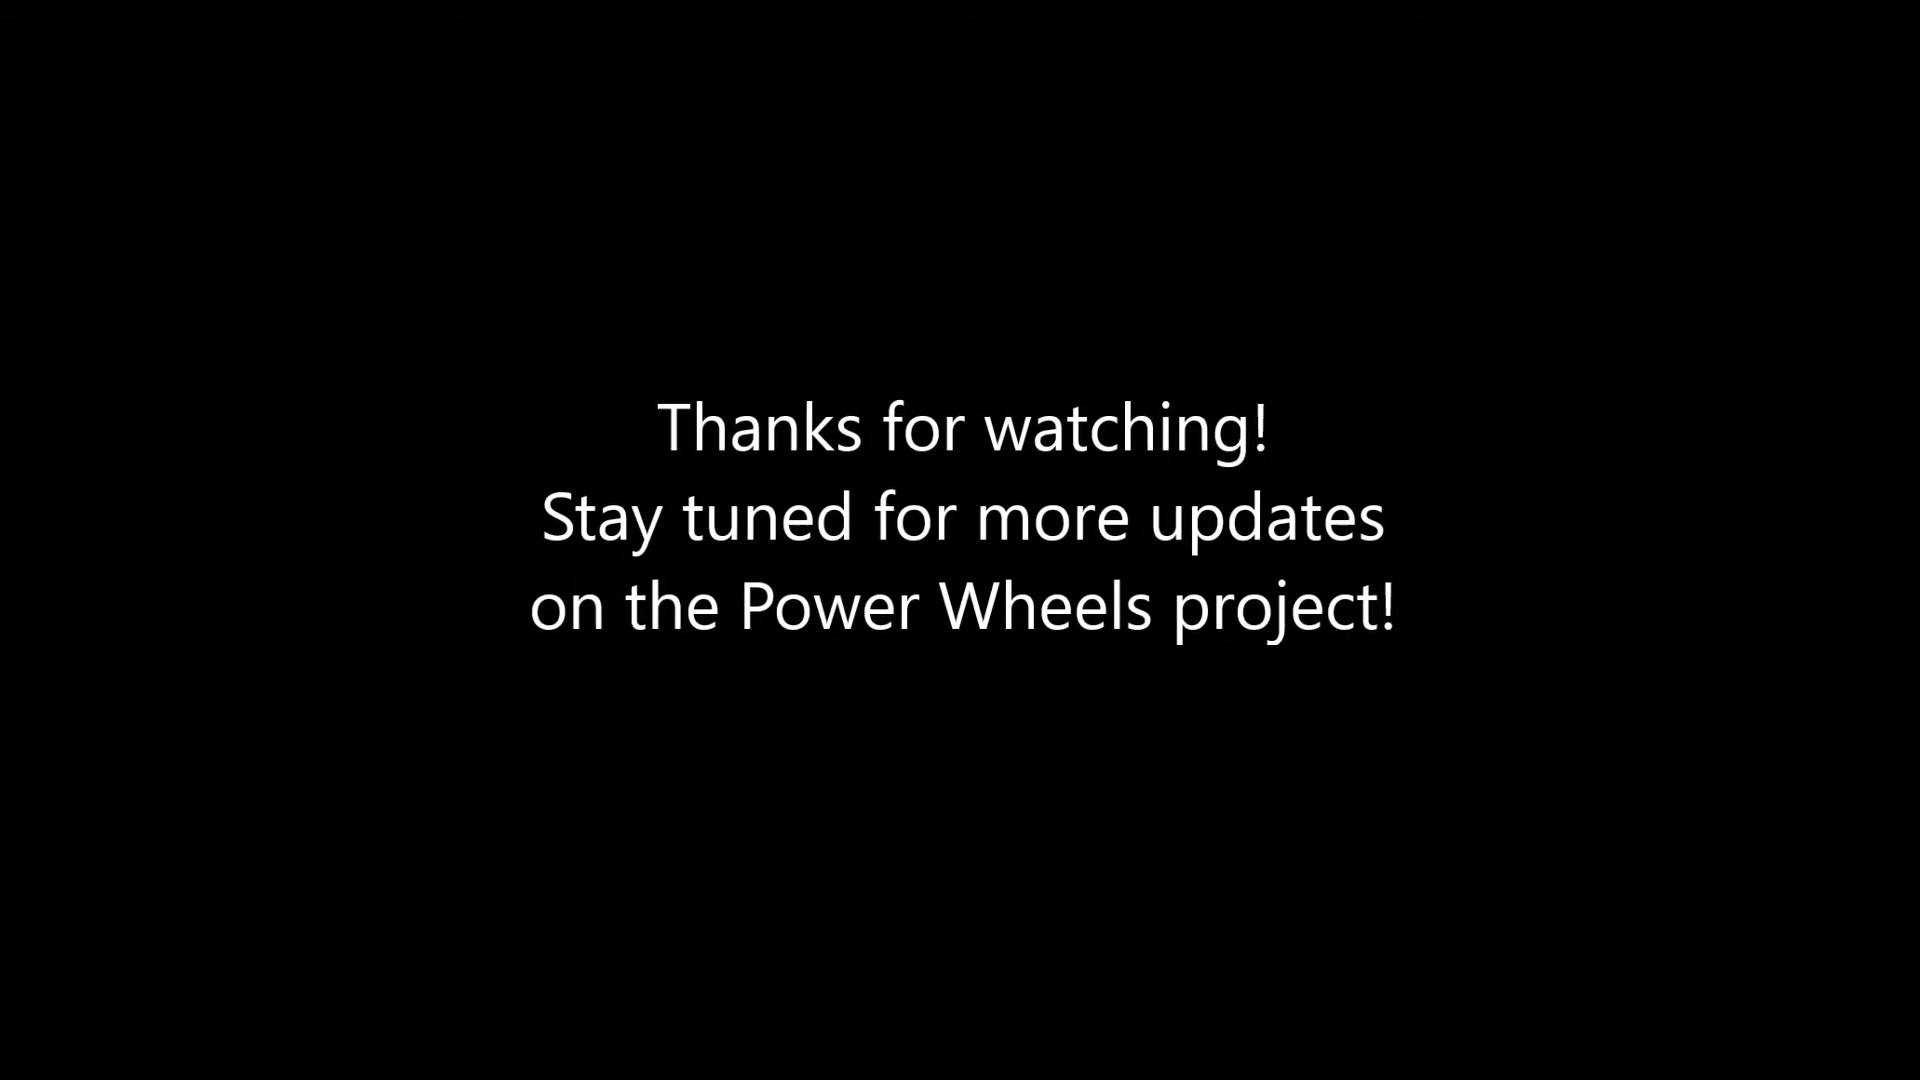 Thanks for watching!
Stay tuned for more updates
on the Power Wheels project!